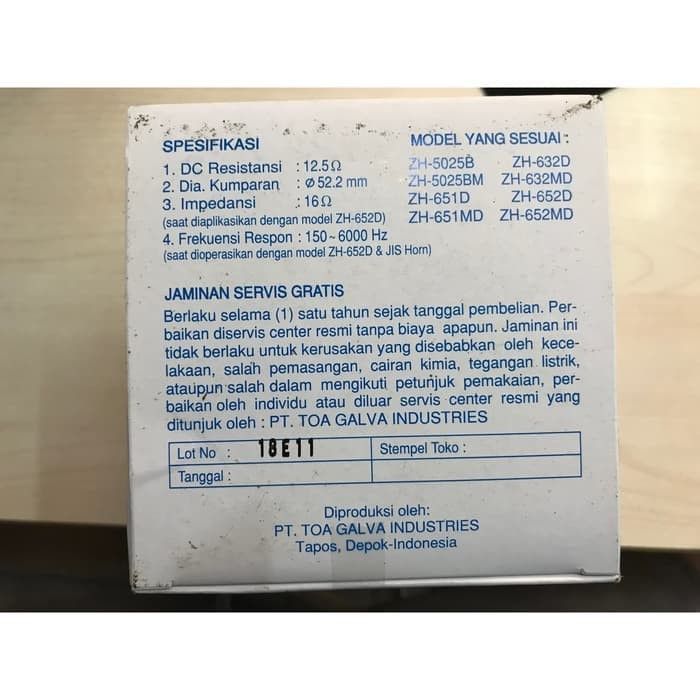 SPESIFIKASI
1. DC Resistansi : 12.5Ω
2. Dia. Kumparan : Ø 52.2 mm
3. Impedansi : 16Ω
(saat diaplikasikan dengan model ZH-652D)
4. Frekuensi Respon : 150~6000 Hz
(saat dioperasikan dengan model ZH-652D & JIS Horn)
MODEL YANG SESUAI :
ZH-5025B ZH-632D
ZH-5025BM ZH-632MD
ZH-651D ZH-652D
ZH-651MD ZH-652MD
JAMINAN SERVIS GRATIS
Berlaku selama (1) satu tahun sejak tanggal pembelian. Per-
baikan diservis center resmi tanpa biaya apapun. Jaminan ini
tidak berlaku untuk kerusakan yang disebabkan oleh kece-
lakaan, salah pemasangan, cairan kimia, tegangan listrik,
ataupun salah dalam mengikuti petunjuk pemakaian, per-
baikan oleh individu atau diluar servis center resmi yang
ditunjuk oleh : PT. TOA GALVA INDUSTRIES
Lot No : 18E11 Stempel Toko :
Tanggal :
Diproduksi oleh:
PT. TOA GALVA INDUSTRIES
Tapos, Depok-Indonesia